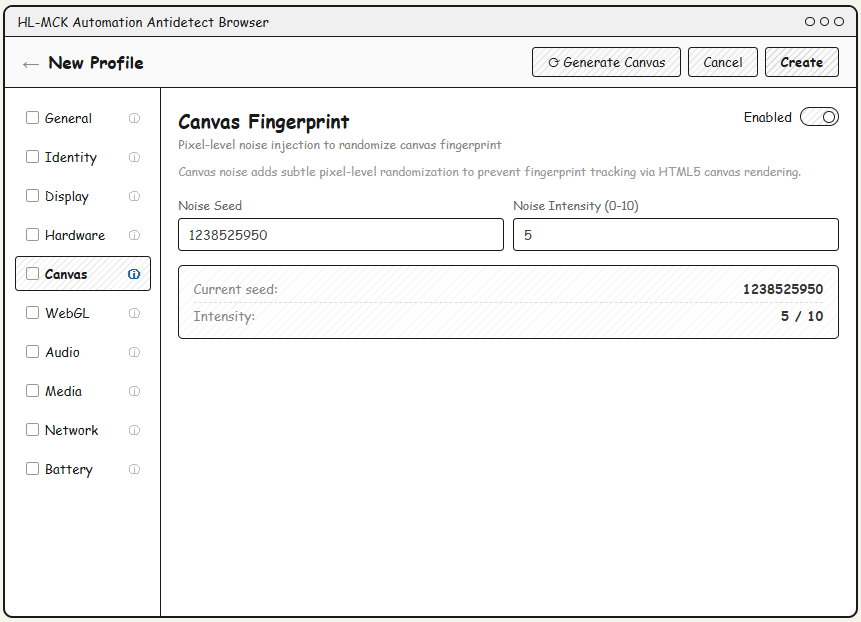 HL-MCK Automation Antidetect Browser
← New Profile
⟳ Generate Canvas
Cancel
Create
General ⓘ
Identity ⓘ
Display ⓘ
Hardware ⓘ
Canvas ⓘ
WebGL ⓘ
Audio ⓘ
Media ⓘ
Network ⓘ
Battery ⓘ
Canvas Fingerprint
Enabled
Pixel-level noise injection to randomize canvas fingerprint
Canvas noise adds subtle pixel-level randomization to prevent fingerprint tracking via HTML5 canvas rendering.
Noise Seed
1238525950
Noise Intensity (0-10)
5
Current seed: 1238525950
Intensity: 5 / 10